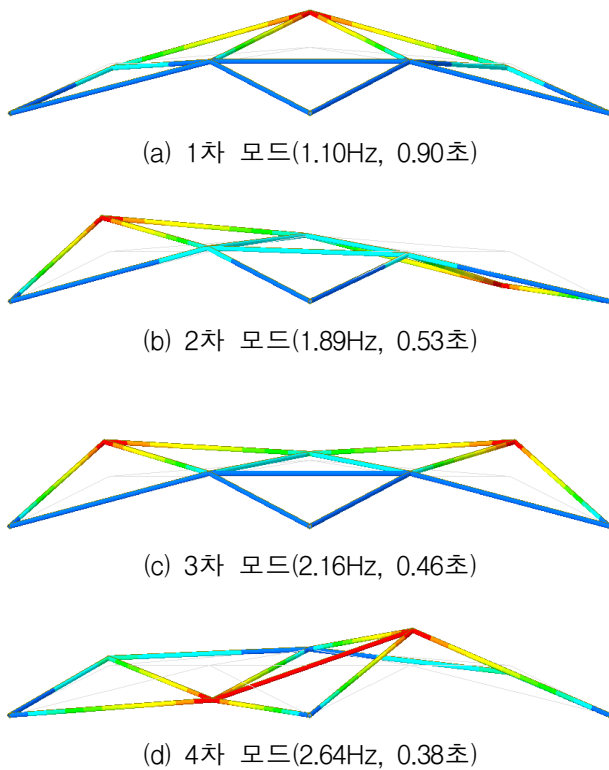 (a) 1차 모드(1.10Hz, 0.90초)
(b) 2차 모드(1.89Hz, 0.53초)
(c) 3차 모드(2.16Hz, 0.46초)
(d) 4차 모드(2.64Hz, 0.38초)